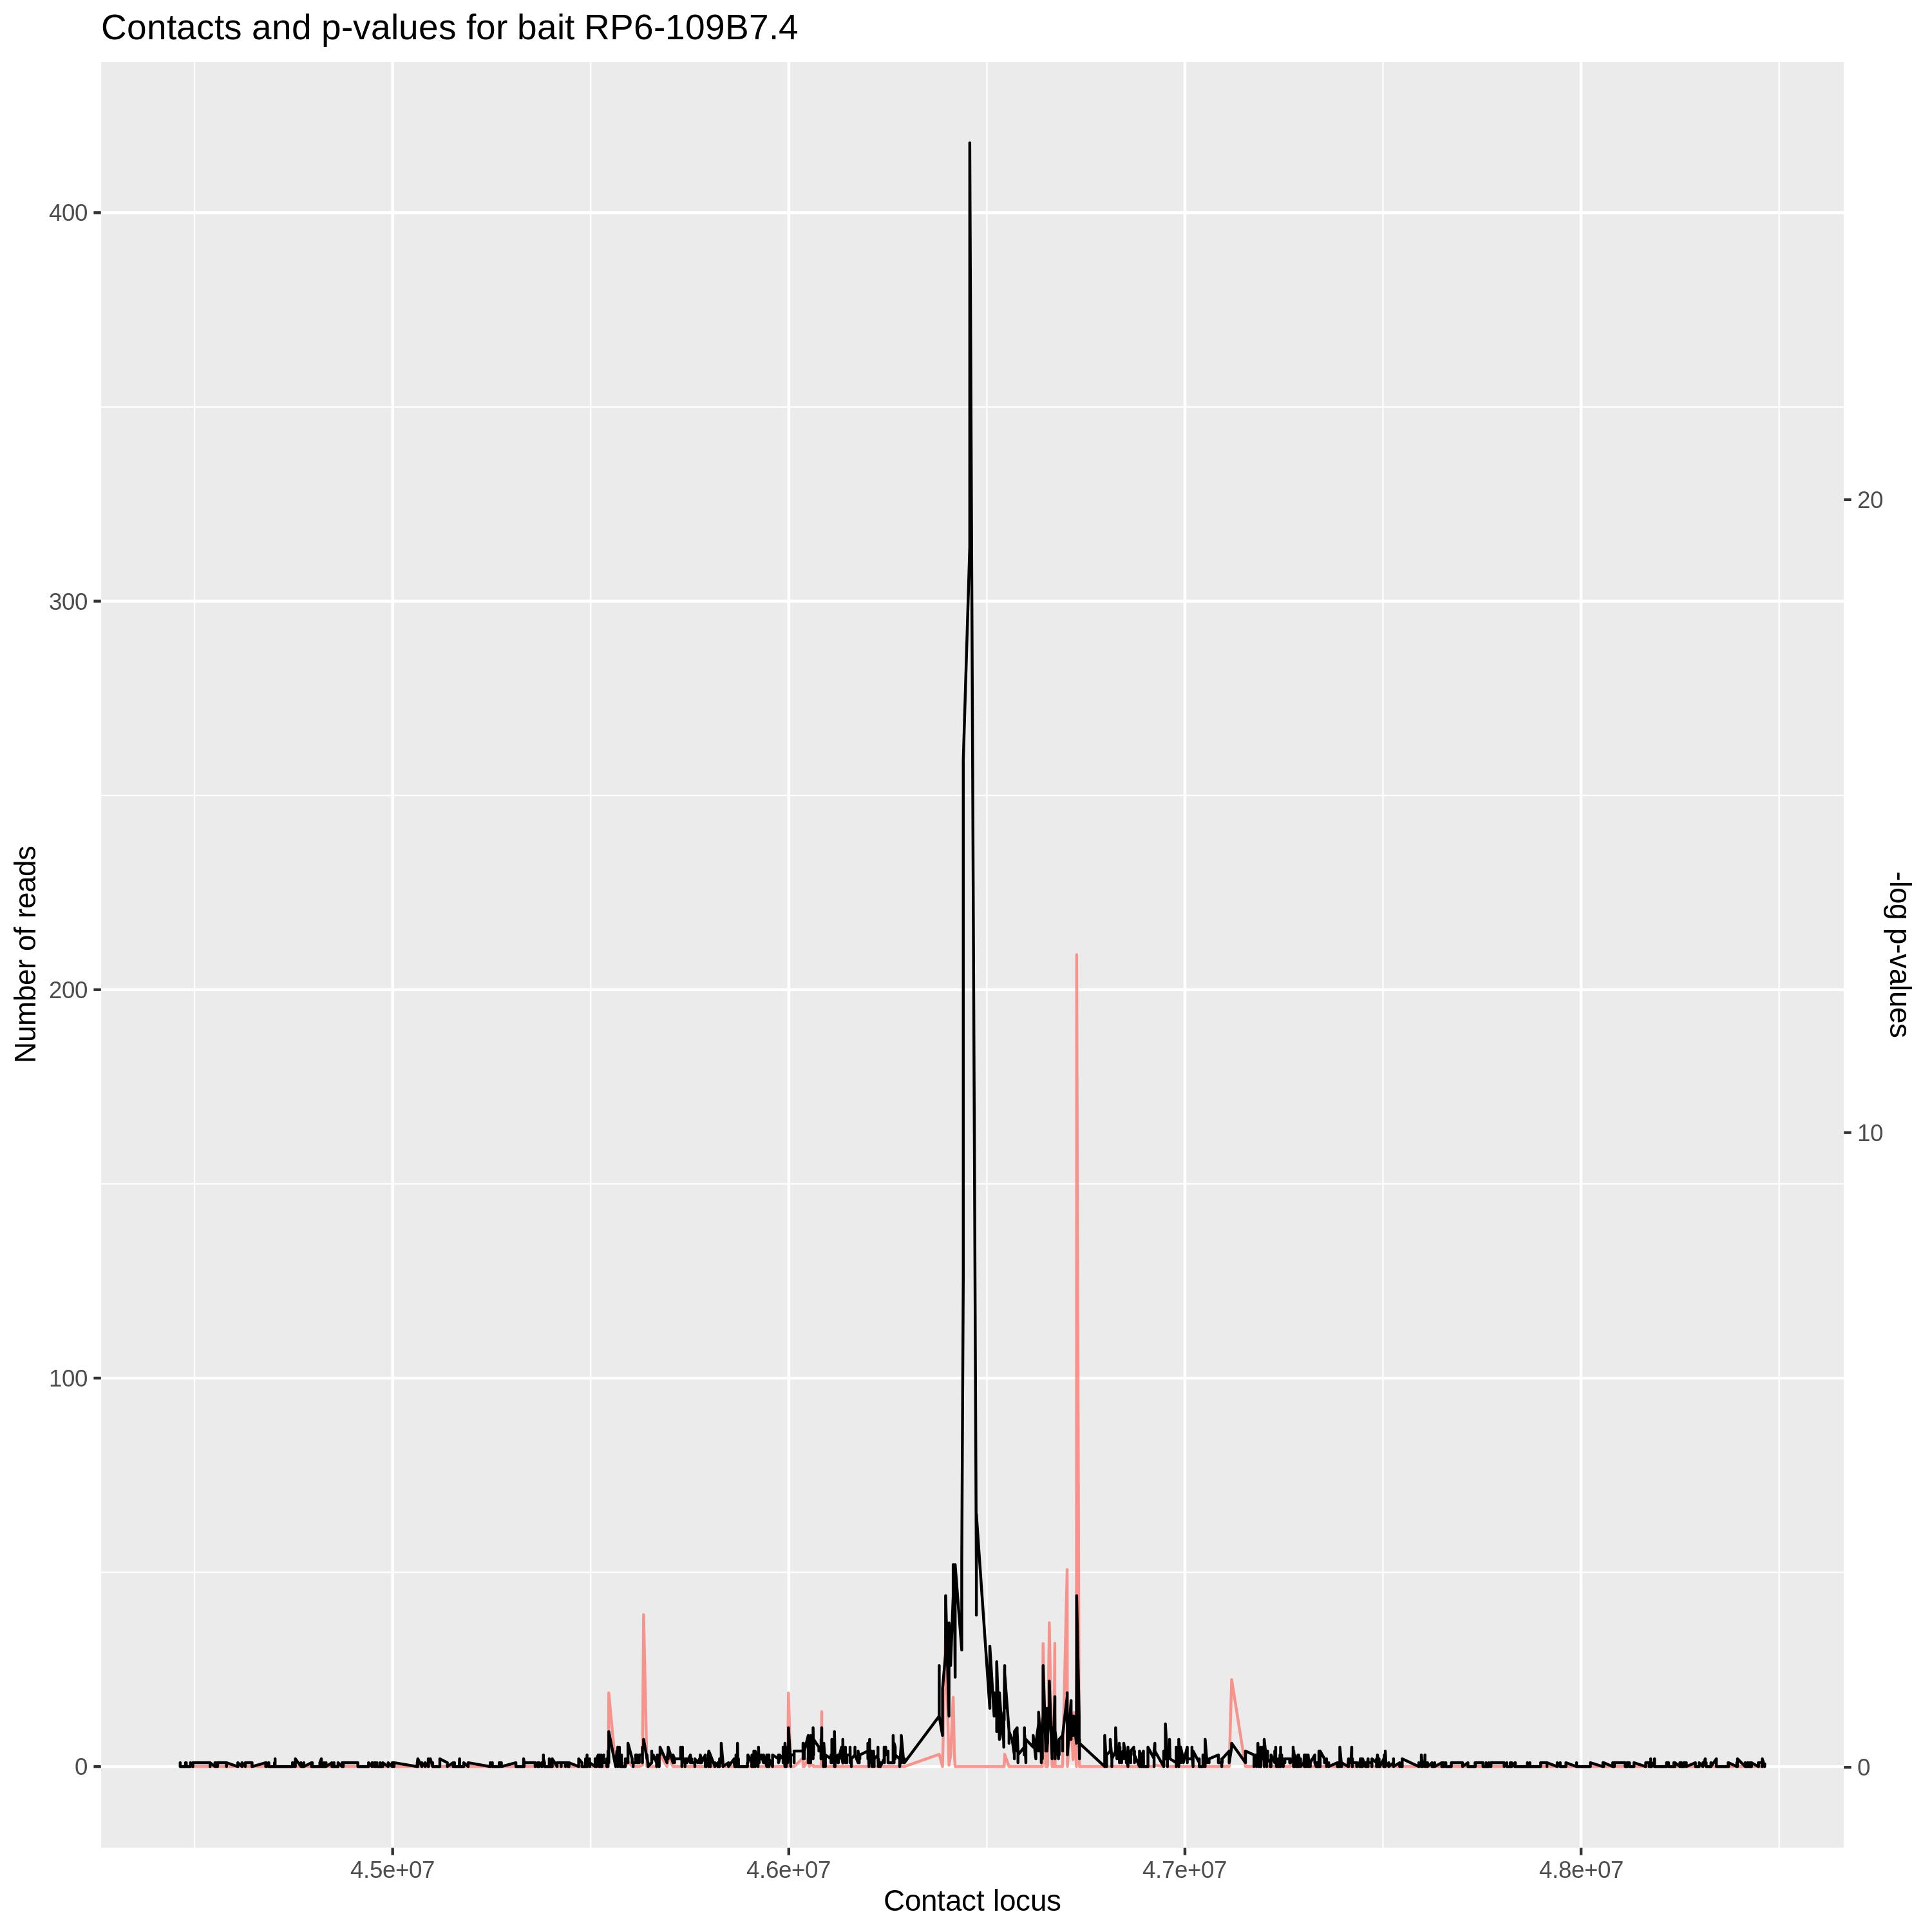 Contacts and p-values for bait RP6-109B7.4
400
300
200
100
0
Number of reads
20
10
0
-log p-values
4.5e+07
4.6e+07
4.7e+07
4.8e+07
Contact locus